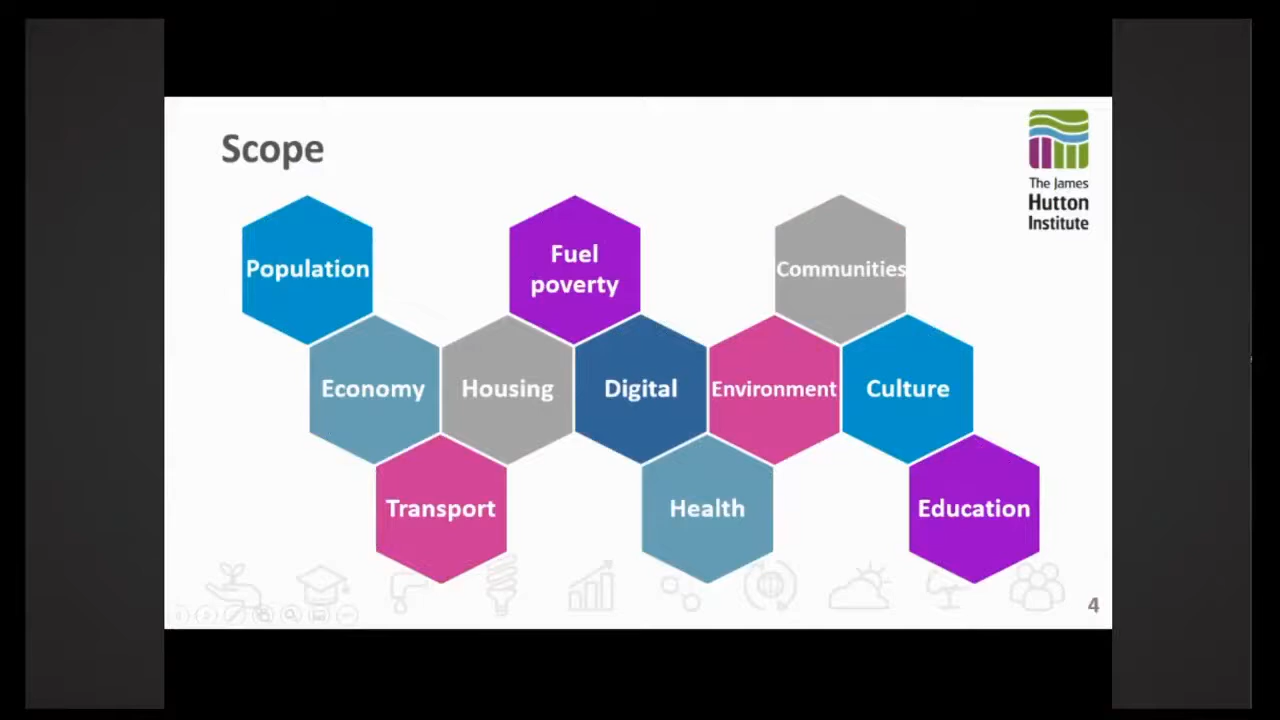 Scope
The James
Hutton
Institute
Population
Fuel
poverty
Communities
Economy
Housing
Digital
Environment
Culture
Transport
Health
Education
4